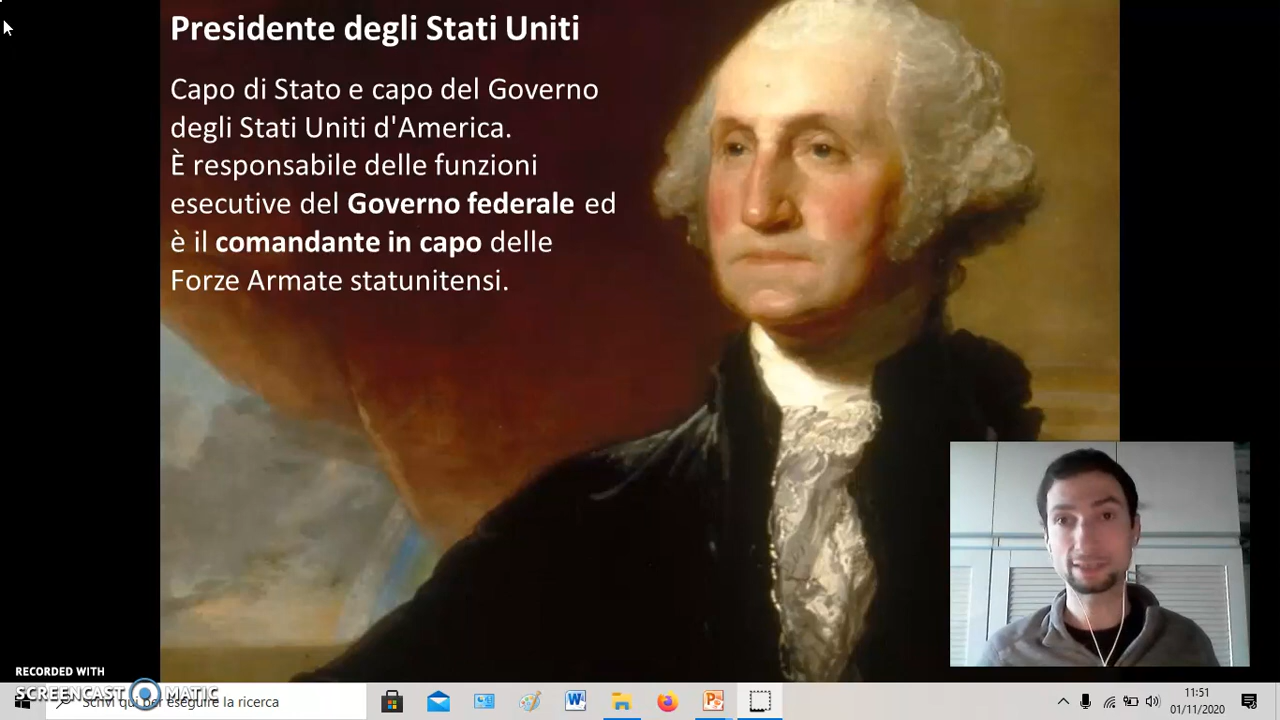 Presidente degli Stati Uniti
Capo di Stato e capo del Governo
degli Stati Uniti d'America.
È responsabile delle funzioni
esecutive del Governo federale ed
è il comandante in capo delle
Forze Armate statunitensi.
RECORDED WITH
SCREENCAST MATIC
Scrivi qui per eseguire la ricerca
11:51
01/11/2020